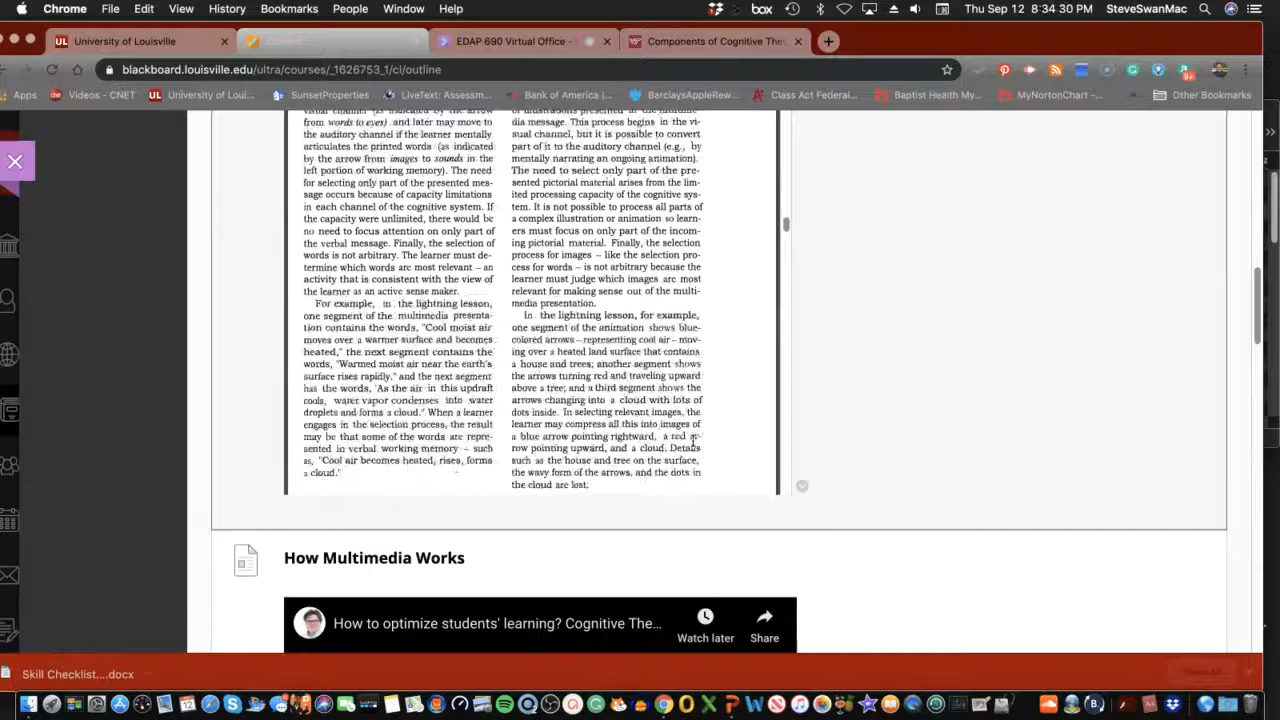 Chrome File Edit View History Bookmarks People Window Help box Thu Sep 12 8:34:30 PM SteveSwanMac
University of Louisville EDAP 690 Virtual Office - Components of Cognitive The
blackboard.louisville.edu/ultra/courses/_1626753_1/cl/outline
Apps Videos - CNET University of Loui... SunsetProperties LiveText: Assessm... Bank of America |... BarclaysAppleRew... Class Act Federal... Baptist Health My... MyNortonChart -... Other Bookmarks
visual channel (as indicated by the arrow
from words to eyes) and later may move to
the auditory channel if the learner mentally
articulates the printed words (as indicated
by the arrow from images to sounds in the
left portion of working memory). The need
for selecting only part of the presented mes-
sage occurs because of capacity limitations
in each channel of the cognitive system. If
the capacity were unlimited, there would be
no need to focus attention on only part of
the verbal message. Finally, the selection of
words is not arbitrary. The learner must de-
termine which words are most relevant – an
activity that is consistent with the view of
the learner as an active sense maker.
For example, in the lightning lesson,
one segment of the multimedia presenta-
tion contains the words, "Cool moist air
moves over a warmer surface and becomes
heated," the next segment contains the
words, "Warmed moist air near the earth's
surface rises rapidly," and the next segment
has the words, "As the air in this updraft
cools, water vapor condenses into water
droplets and forms a cloud." When a learner
engages in the selection process, the result
may be that some of the words are repre-
sented in verbal working memory – such
as, "Cool air becomes heated, rises, forms
a cloud."
of illustrations presented in the
dia message. This process begins in the vi-
sual channel, but it is possible to convert
part of it to the auditory channel (e.g., by
mentally narrating an ongoing animation).
The need to select only part of the pre-
sented pictorial material arises from the lim-
ited processing capacity of the cognitive sys-
tem. It is not possible to process all parts of
a complex illustration or animation so learn-
ers must focus on only part of the incom-
ing pictorial material. Finally, the selection
process for images – like the selection pro-
cess for words – is not arbitrary because the
learner must judge which images are most
relevant for making sense out of the multi-
media presentation.
In the lightning lesson, for example,
one segment of the animation shows blue-
colored arrows – representing cool air – mov-
ing over a heated land surface that contains
a house and trees; another segment shows
the arrows turning red and traveling upward
above a tree; and a third segment shows the
arrows changing into a cloud with lots of
dots inside. In selecting relevant images, the
learner may compress all this into images of
a blue arrow pointing rightward, a red ar-
row pointing upward, and a cloud. Details
such as the house and tree on the surface,
the wavy form of the arrows, and the dots in
the cloud are lost.
How Multimedia Works
How to optimize students' learning? Cognitive The...
Watch later Share
Skill Checklist....docx